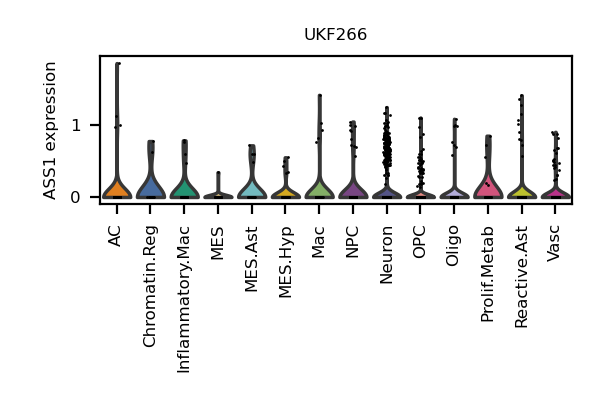 UKF266
ASS1 expression
1
0
AC
Chromatin.Reg
Inflammatory.Mac
MES
MES.Ast
MES.Hyp
Mac
NPC
Neuron
OPC
Oligo
Prolif.Metab
Reactive.Ast
Vasc